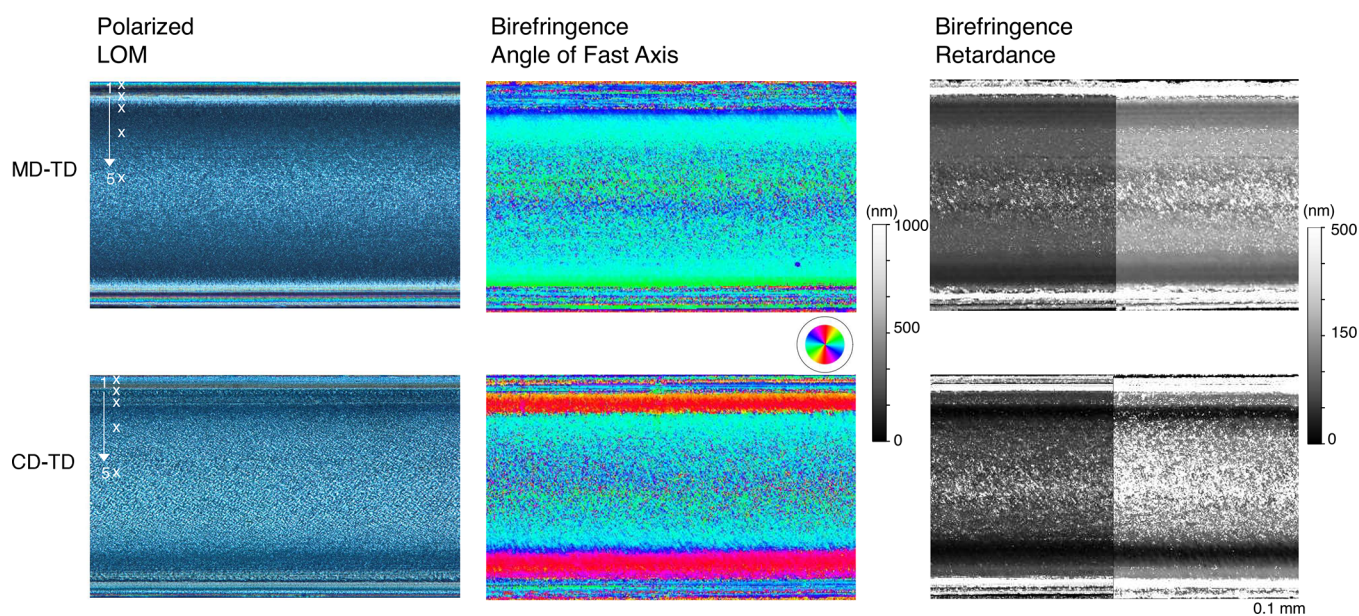 Polarized
LOM
Birefringence
Angle of Fast Axis
Birefringence
Retardance
MD-TD
1 x
x
x
x
5 x
(nm)
1000
500
0
(nm)
500
150
0
CD-TD
1 x
x
x
x
5 x
0.1 mm